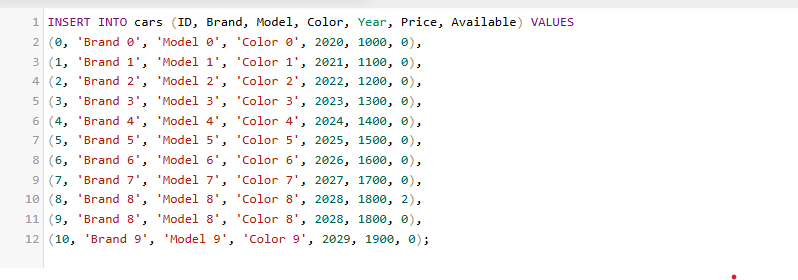 1 INSERT INTO cars (ID, Brand, Model, Color, Year, Price, Available) VALUES
2 (0, 'Brand 0', 'Model 0', 'Color 0', 2020, 1000, 0),
3 (1, 'Brand 1', 'Model 1', 'Color 1', 2021, 1100, 0),
4 (2, 'Brand 2', 'Model 2', 'Color 2', 2022, 1200, 0),
5 (3, 'Brand 3', 'Model 3', 'Color 3', 2023, 1300, 0),
6 (4, 'Brand 4', 'Model 4', 'Color 4', 2024, 1400, 0),
7 (5, 'Brand 5', 'Model 5', 'Color 5', 2025, 1500, 0),
8 (6, 'Brand 6', 'Model 6', 'Color 6', 2026, 1600, 0),
9 (7, 'Brand 7', 'Model 7', 'Color 7', 2027, 1700, 0),
10 (8, 'Brand 8', 'Model 8', 'Color 8', 2028, 1800, 2),
11 (9, 'Brand 8', 'Model 8', 'Color 8', 2028, 1800, 0),
12 (10, 'Brand 9', 'Model 9', 'Color 9', 2029, 1900, 0);